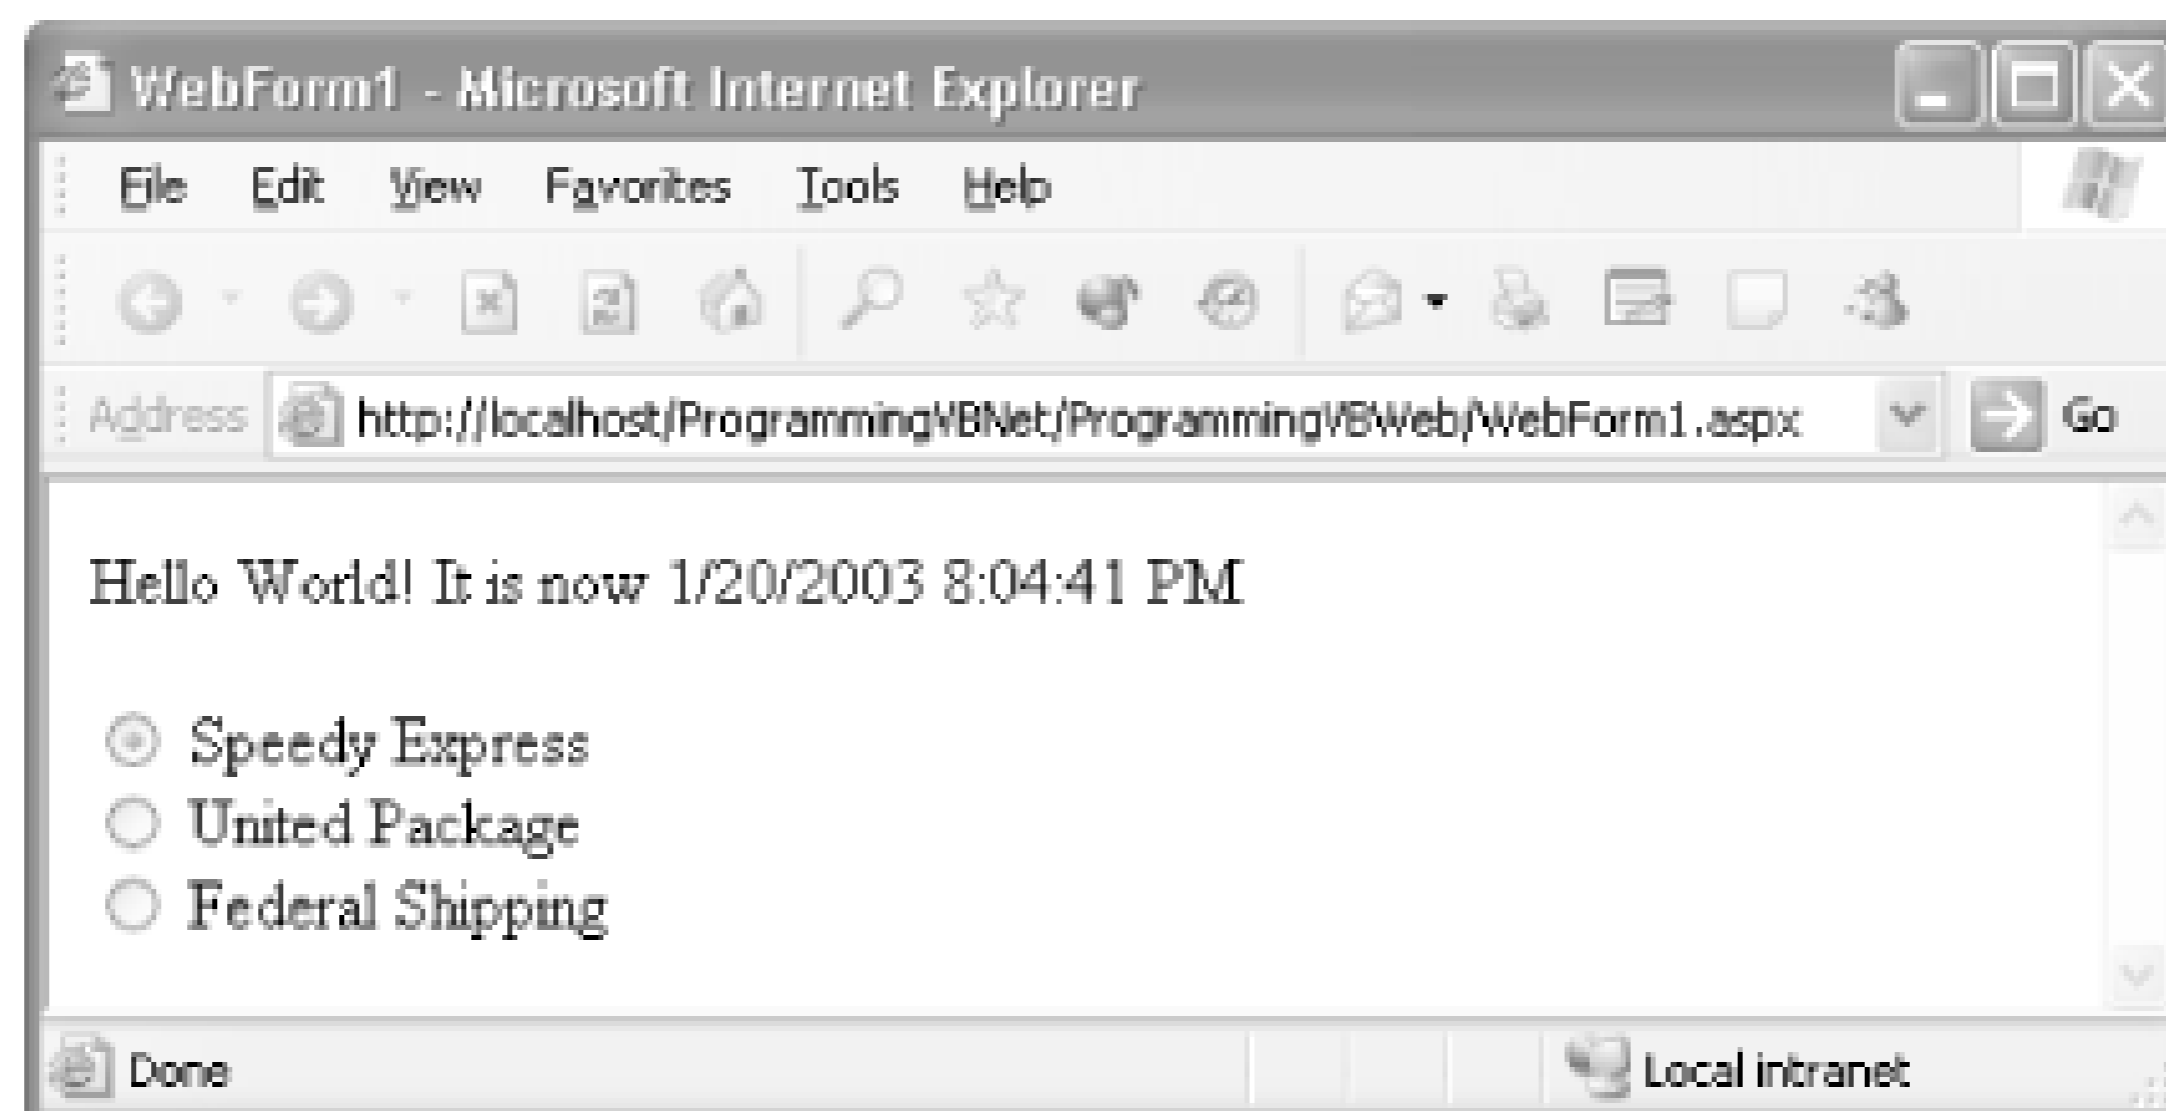 WebForm1 - Microsoft Internet Explorer
File Edit View Favorites Tools Help
Address http://localhost/ProgrammingVBNet/ProgrammingVBWeb/WebForm1.aspx Go
Hello World! It is now 1/20/2003 8:04:41 PM
Speedy Express
United Package
Federal Shipping
Done Local intranet